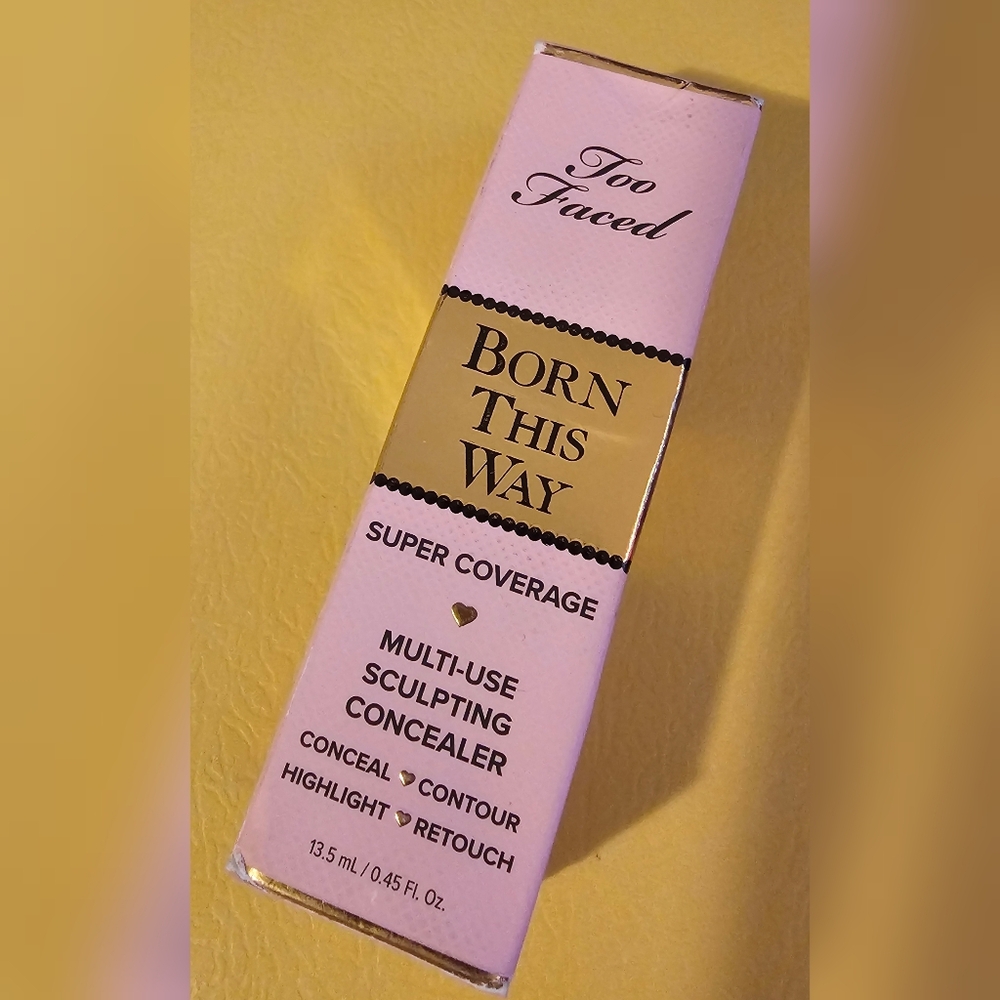 Too
Faced
BORN
THIS
WAY
SUPER COVERAGE
MULTI-USE
SCULPTING
CONCEALER
CONCEAL CONTOUR
HIGHLIGHT RETOUCH
13.5 mL / 0.45 Fl. Oz.